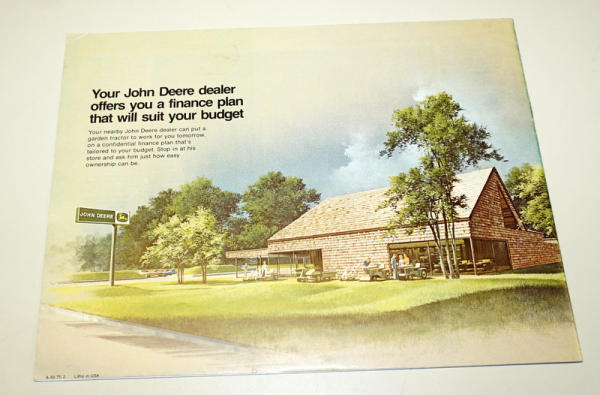 Your John Deere dealer
offers you a finance plan
that will suit your budget
Your nearby John Deere dealer can put a
garden tractor to work for you tomorrow,
on a confidential finance plan that's
tailored to your budget. Stop in at his
store and ask him just how easy
ownership can be.
JOHN DEERE
Litho in USA